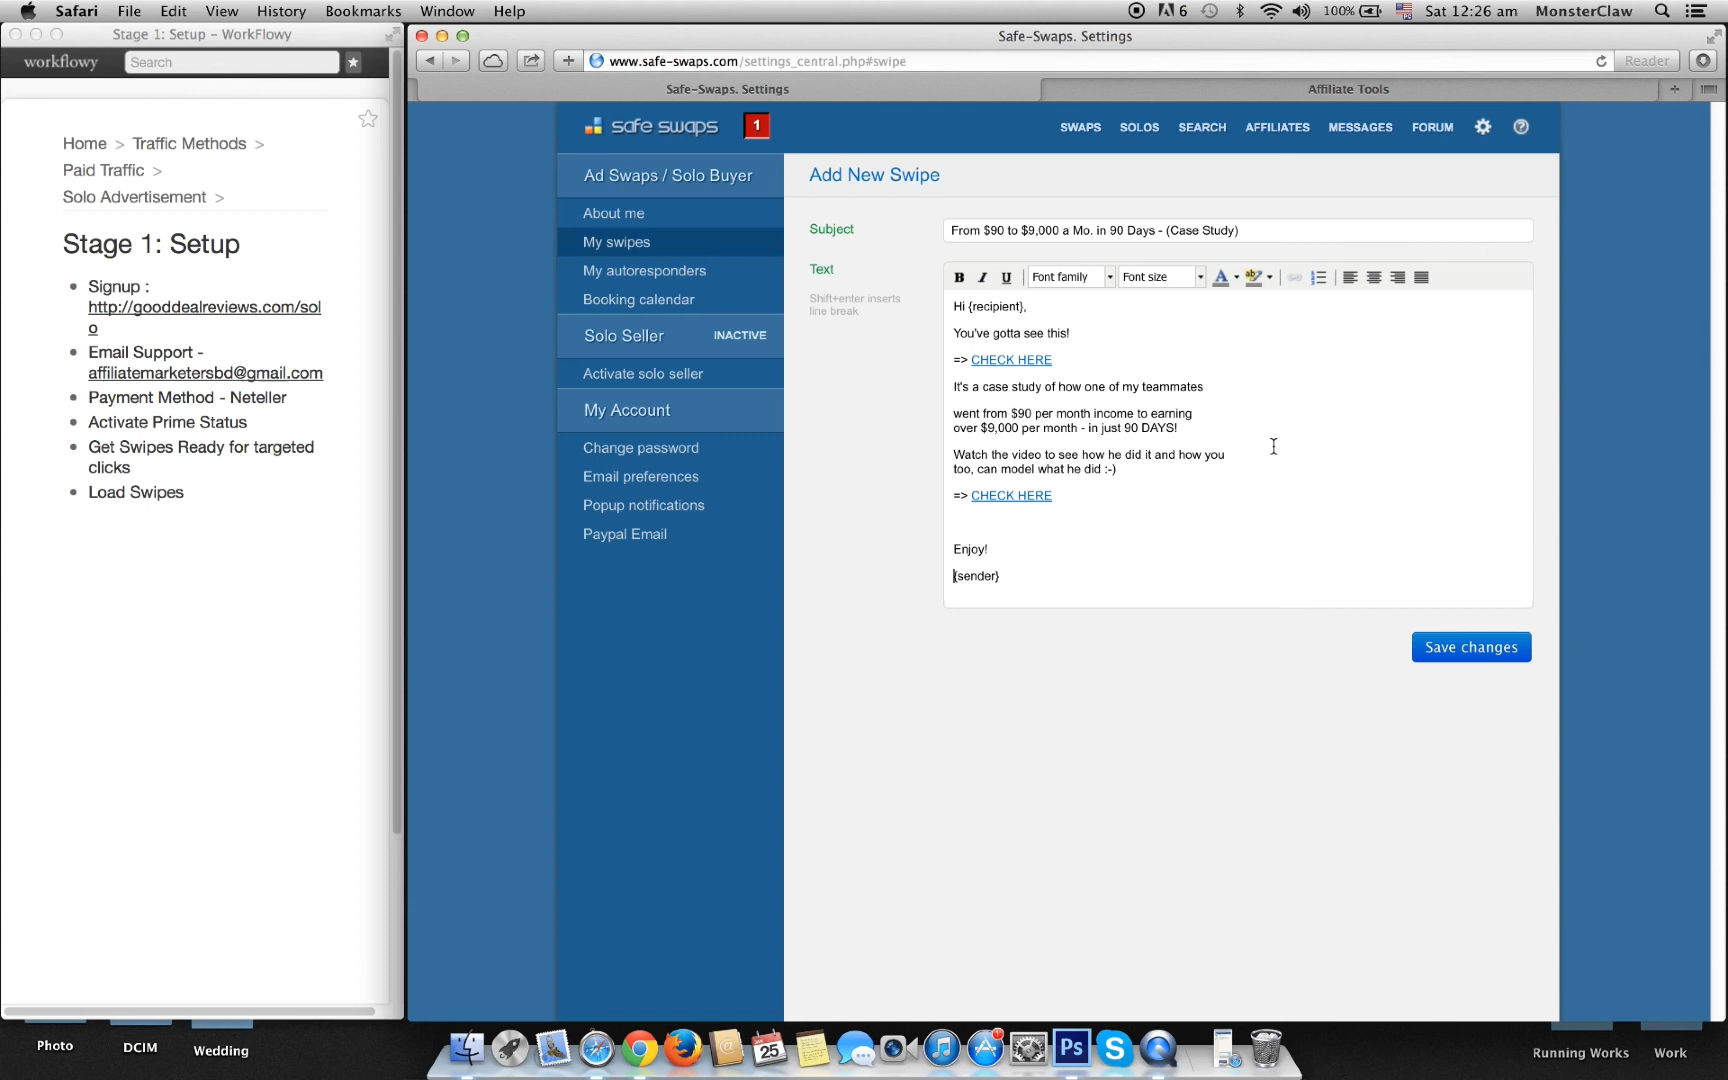 Safari File Edit View History Bookmarks Window Help
6 100% Sat 12:26 am MonsterClaw
Stage 1: Setup - WorkFlowy
workflowy Search
Home > Traffic Methods >
Paid Traffic >
Solo Advertisement >
Stage 1: Setup
Signup :
http://gooddealreviews.com/sol
o
Email Support -
affiliatemarketersbd@gmail.com
Payment Method - Neteller
Activate Prime Status
Get Swipes Ready for targeted
clicks
Load Swipes
Safe-Swaps. Settings
www.safe-swaps.com/settings_central.php#swipe
Reader
Safe-Swaps. Settings
Affiliate Tools
safe swaps 1
SWAPS SOLOS SEARCH AFFILIATES MESSAGES FORUM
Ad Swaps / Solo Buyer
About me
My swipes
My autoresponders
Booking calendar
Solo Seller INACTIVE
Activate solo seller
My Account
Change password
Email preferences
Popup notifications
Paypal Email
Add New Swipe
Subject From $90 to $9,000 a Mo. in 90 Days - (Case Study)
Text
Shift+enter inserts
line break
B I U Font family Font size
Hi {recipient},
You've gotta see this!
=> CHECK HERE
It's a case study of how one of my teammates
went from $90 per month income to earning
over $9,000 per month - in just 90 DAYS!
Watch the video to see how he did it and how you
too, can model what he did :-)
=> CHECK HERE
Enjoy!
{sender}
Save changes
Photo DCIM Wedding
25
Ps
1
Running Works Work